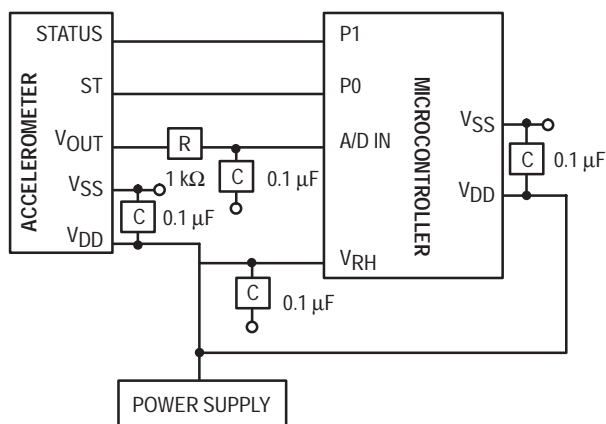 STATUS
P1
ST
P0
VOUT
R
A/D IN
1 kΩ
C
0.1 μF
VSS
C
0.1 μF
VDD
ACCELEROMETER
MICROCONTROLLER
VSS
C
0.1 μF
VDD
VRH
C
0.1 μF
POWER SUPPLY